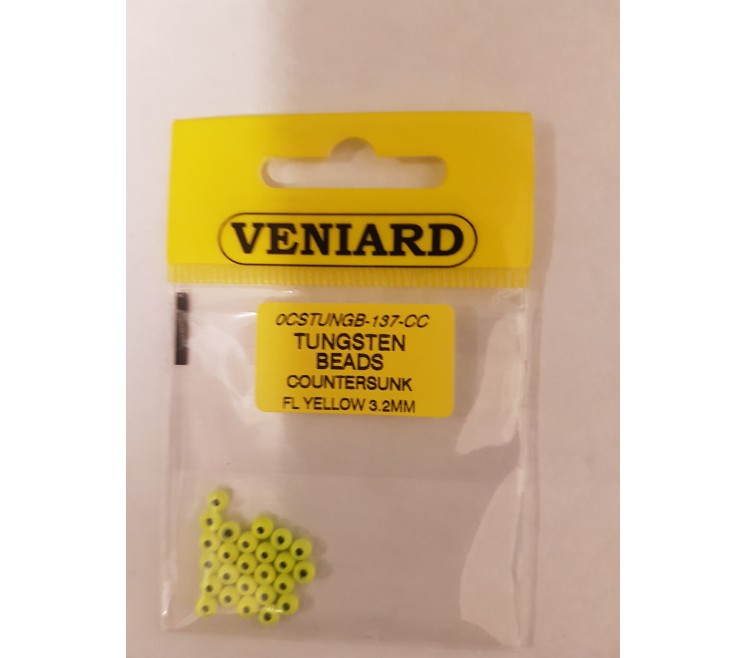 VENIARD
0CSTUNGB-137-CC
TUNGSTEN
BEADS
COUNTERSUNK
FL YELLOW 3.2MM